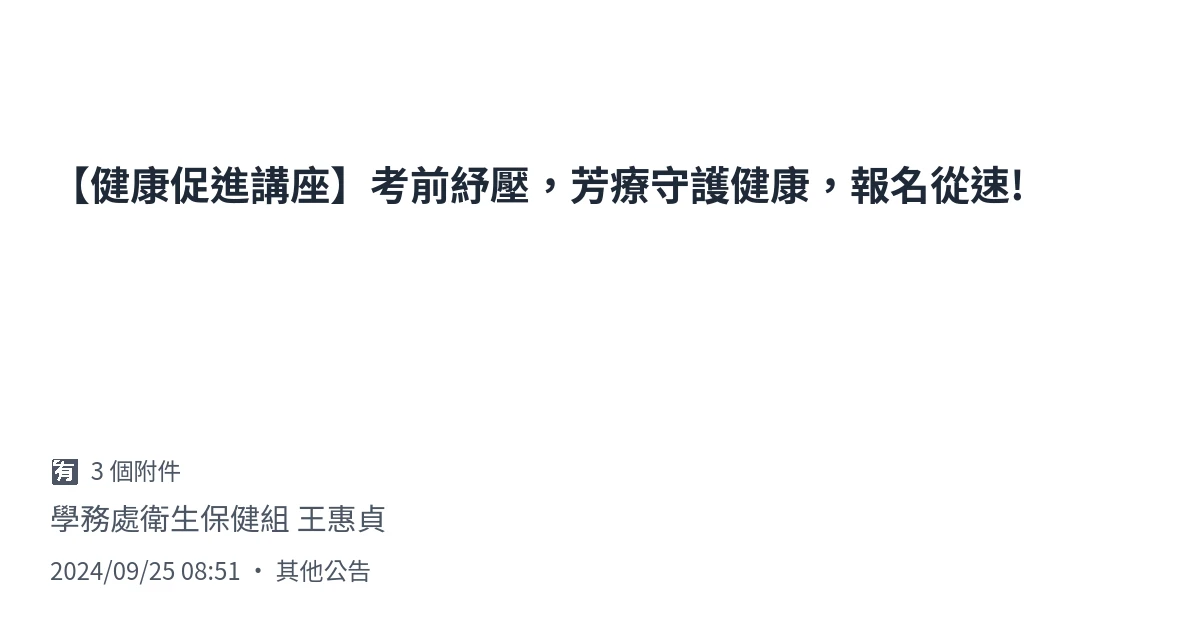 【健康促進講座】考前紓壓，芳療守護健康，報名從速!
有 3 個附件
學務處衛生保健組 王惠貞
2024/09/25 08:51 • 其他公告